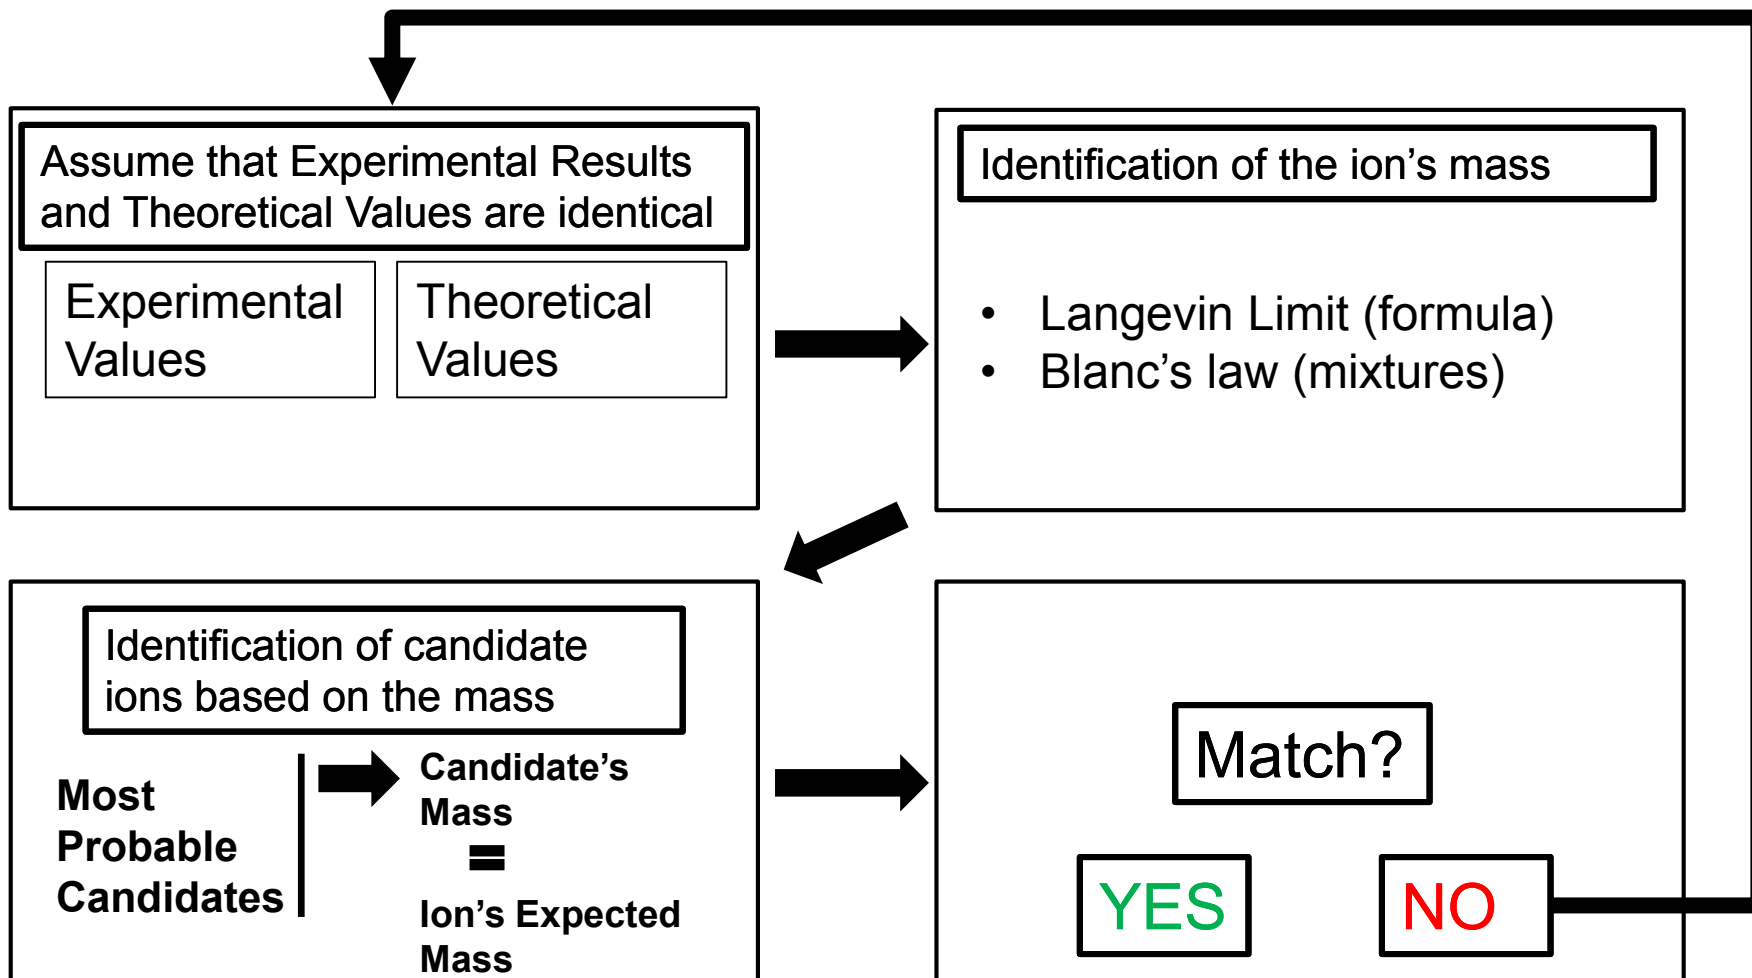 Assume that Experimental Results
and Theoretical Values are identical
Experimental
Values
Theoretical
Values
Identification of the ion’s mass
• Langevin Limit (formula)
• Blanc’s law (mixtures)
Identification of candidate
ions based on the mass
Most
Probable
Candidates
Candidate’s
Mass
=
Ion’s Expected
Mass
Match?
YES
NO